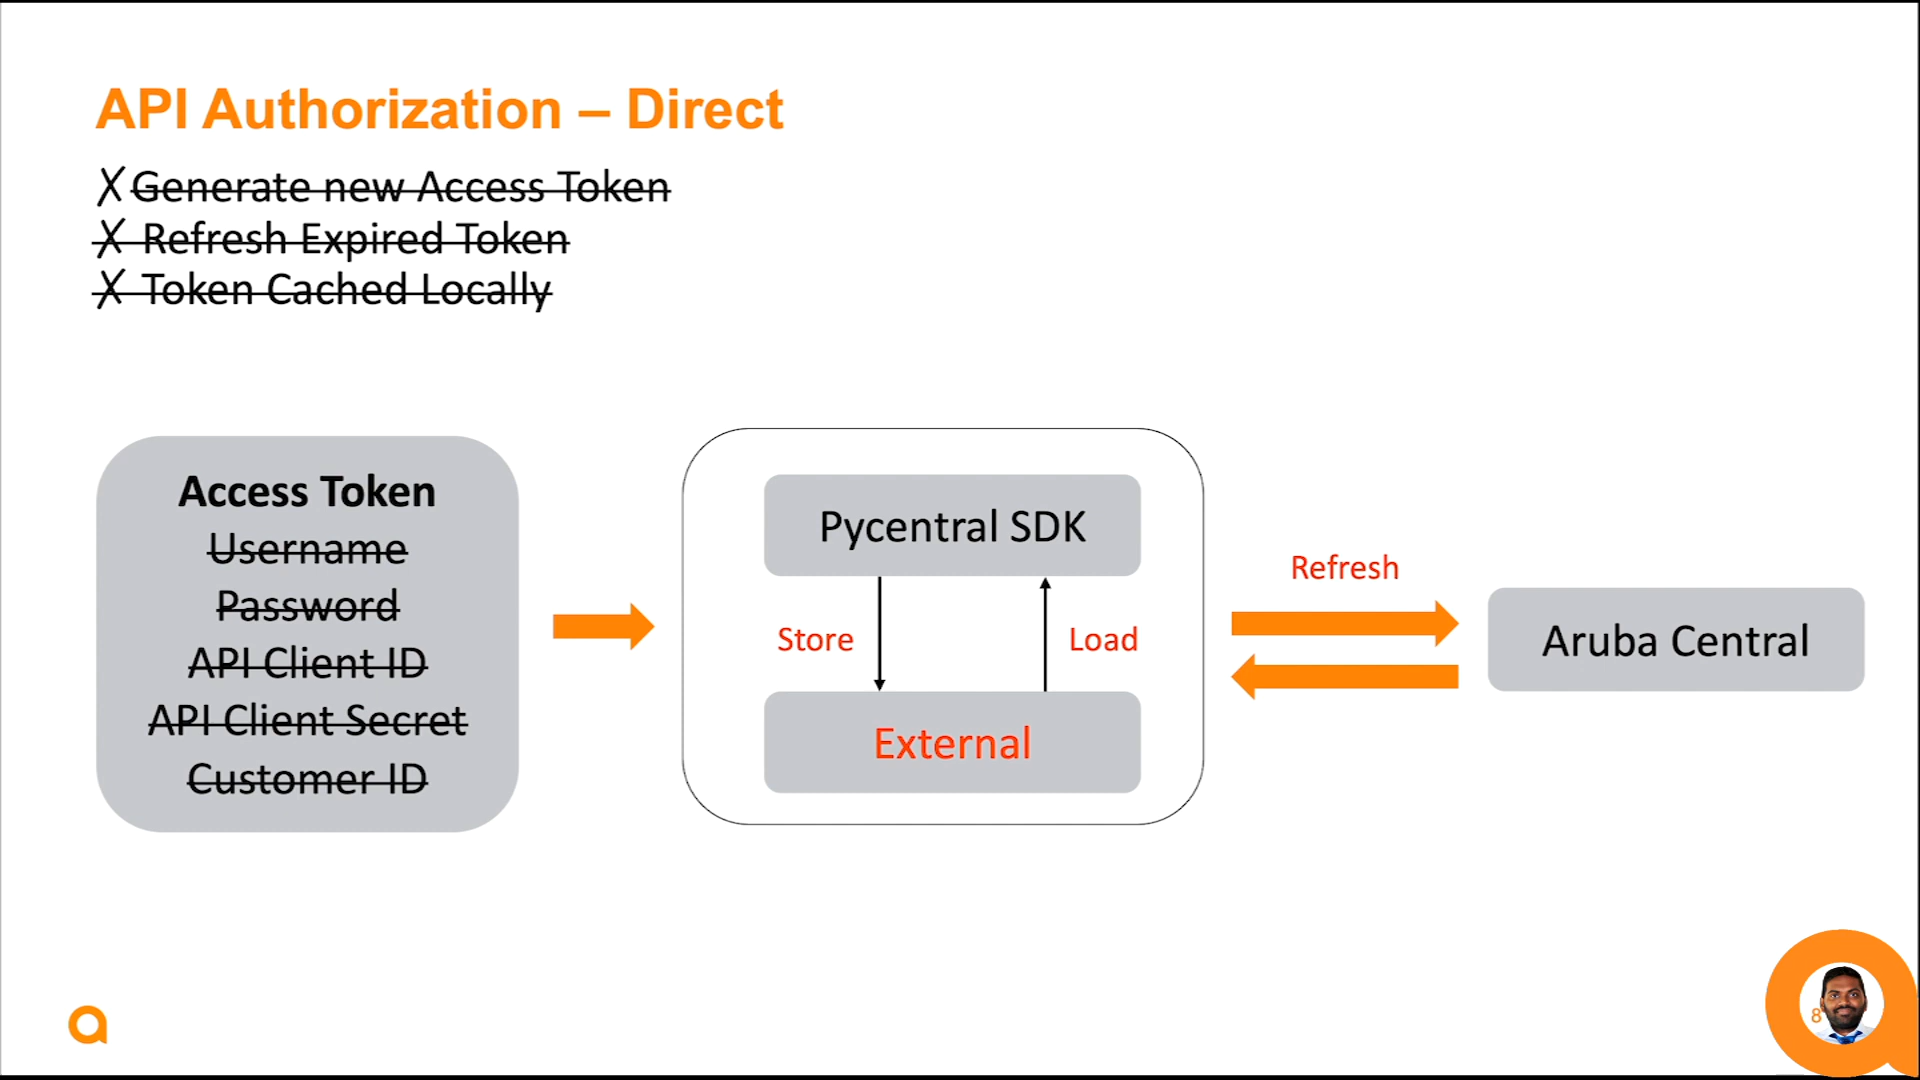 API Authorization – Direct
✗ Generate new Access Token
✗ Refresh Expired Token
✗ Token Cached Locally
Access Token
Username
Password
API Client ID
API Client Secret
Customer ID
Pycentral SDK
Store
Load
External
Refresh
Aruba Central
8